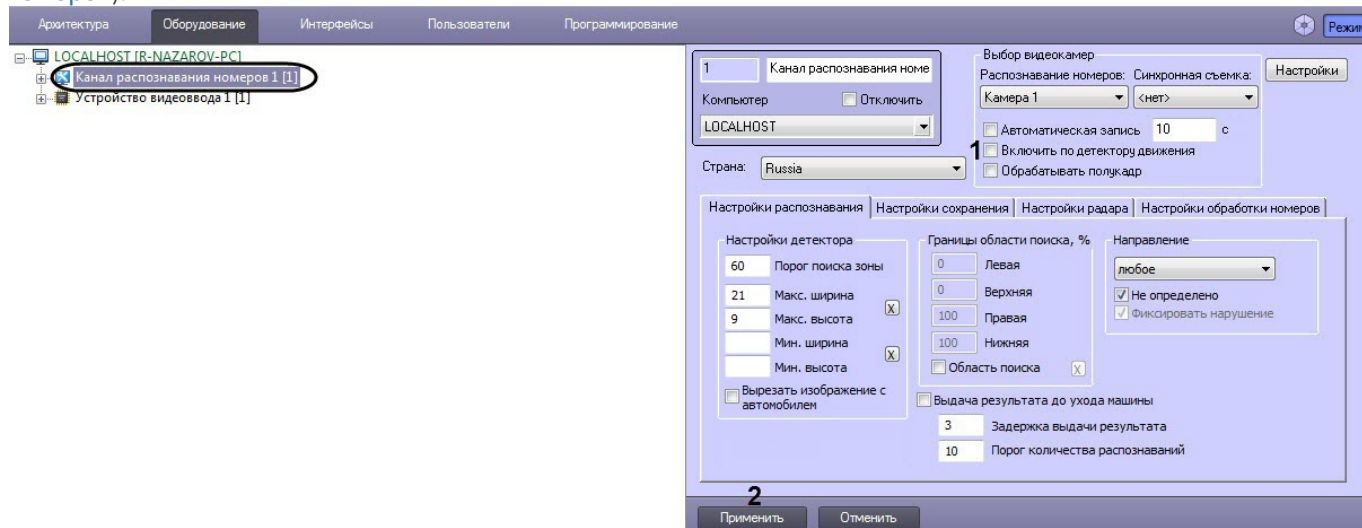 Архитектура Оборудование Интерфейсы Пользователи Программирование Режим
LOCALHOST [R-NAZAROV-PC]
Канал распознавания номеров 1 [1]
Устройство видеоввода 1 [1]
1 Канал распознавания номе
Компьютер Отключить
LOCALHOST
Страна: Russia
Выбор видеокамер
Распознавание номеров: Синхронная съемка: Настройки
Камера 1 <нет>
Автоматическая запись 10 с
1 Включить по детектору движения
Обрабатывать полукадр
Настройки распознавания Настройки сохранения Настройки радара Настройки обработки номеров
Настройки детектора
60 Порог поиска зоны
21 Макс. ширина
X
9 Макс. высота
Мин. ширина
X
Мин. высота
Вырезать изображение с
автомобилем
Границы области поиска, %
0 Левая
0 Верхняя
100 Правая
100 Нижняя
Область поиска X
Направление
любое
Не определено
Фиксировать нарушение
Выдача результата до ухода машины
3 Задержка выдачи результата
10 Порог количества распознаваний
2
Применить Отменить